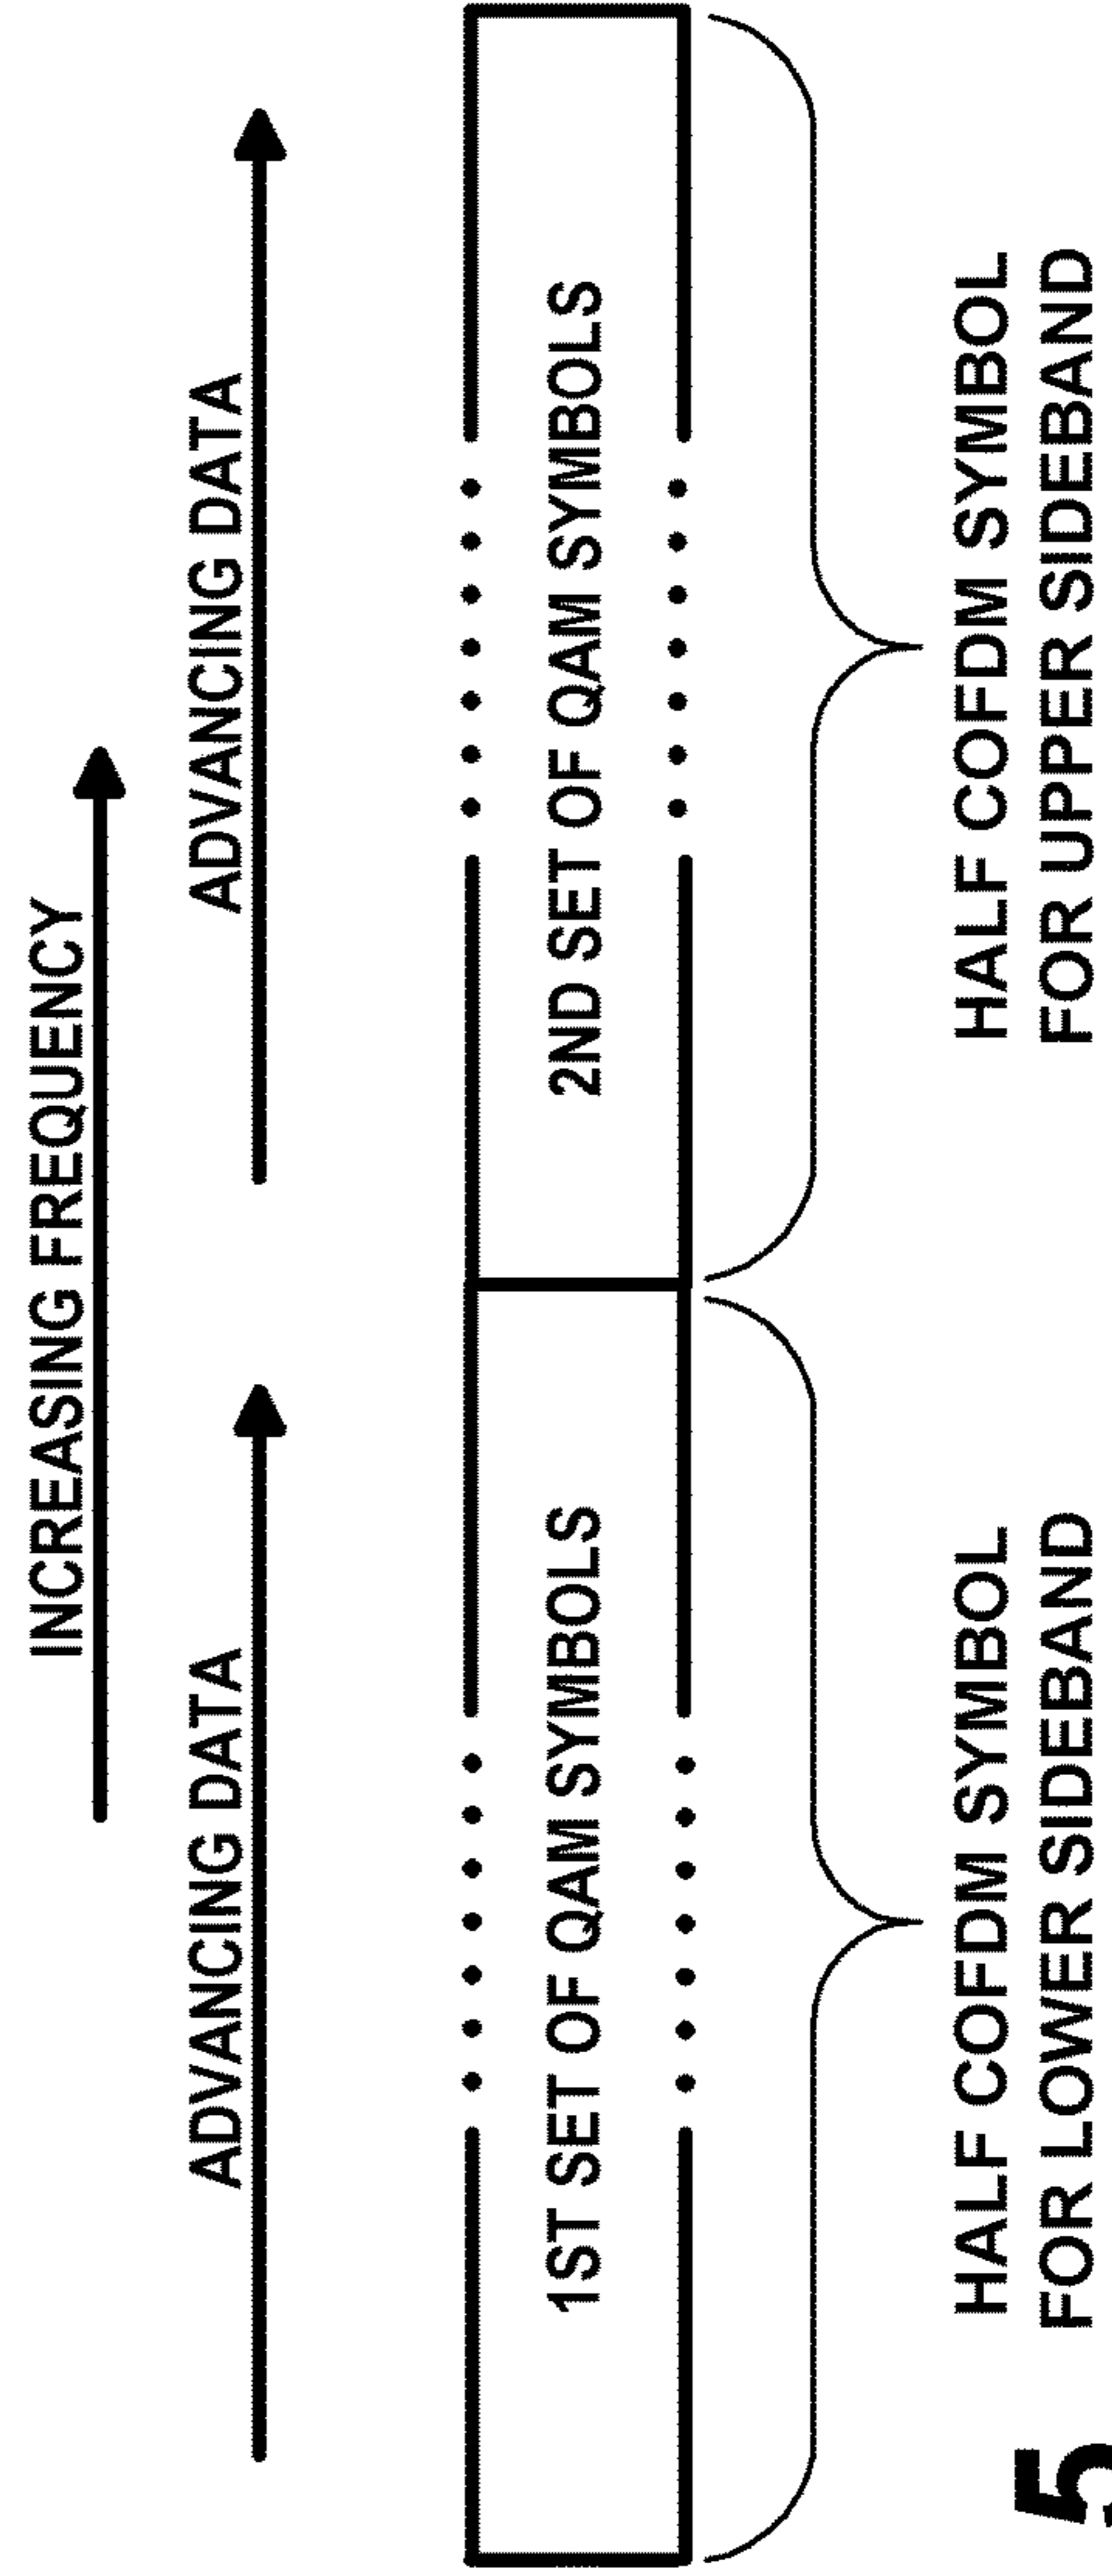 INCREASING FREQUENCY
ADVANCING DATA
ADVANCING DATA
1ST SET OF QAM SYMBOLS
2ND SET OF QAM SYMBOLS
HALF COFDM SYMBOL
FOR LOWER SIDEBAND
HALF COFDM SYMBOL
FOR UPPER SIDEBAND
5